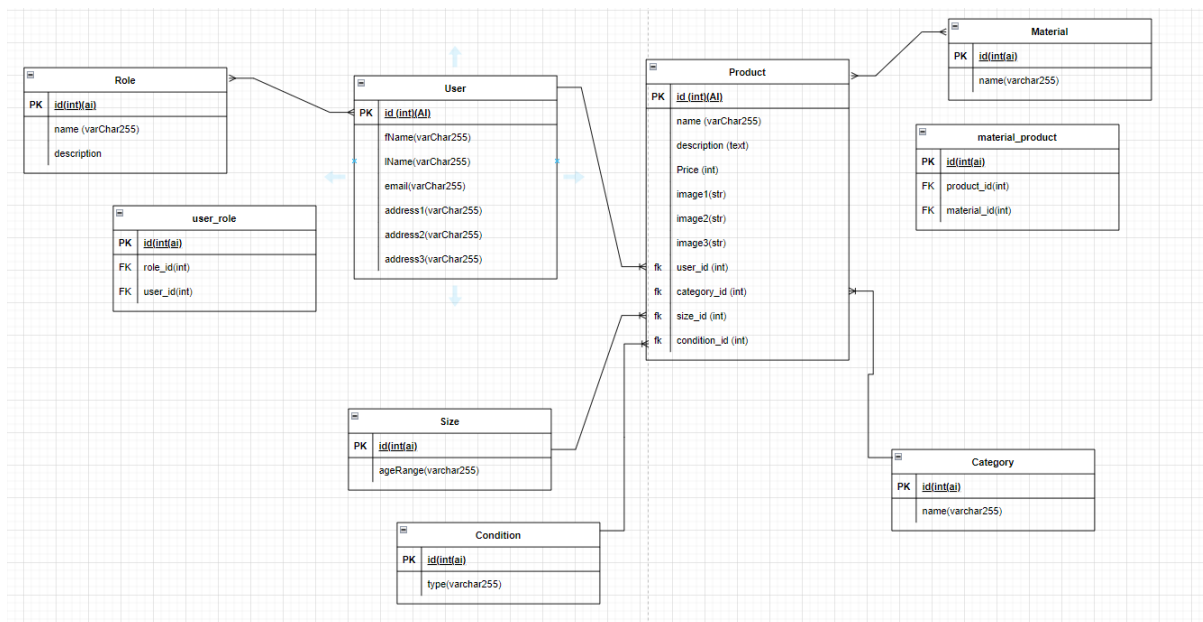 Role
PK id(int)(ai)
name (varChar255)
description
user_role
PK id(int(ai)
FK role_id(int)
FK user_id(int)
User
PK id (int)(AI)
fName(varChar255)
lName(varChar255)
email(varChar255)
address1(varChar255)
address2(varChar255)
address3(varChar255)
Product
PK id (int)(AI)
name (varChar255)
description (text)
Price (int)
image1(str)
image2(str)
image3(str)
fk user_id (int)
fk category_id (int)
fk size_id (int)
fk condition_id (int)
Material
PK id(int(ai)
name(varchar255)
material_product
PK id(int(ai)
FK product_id(int)
FK material_id(int)
Size
PK id(int(ai)
ageRange(varchar255)
Condition
PK id(int(ai)
type(varchar255)
Category
PK id(int(ai)
name(varchar255)